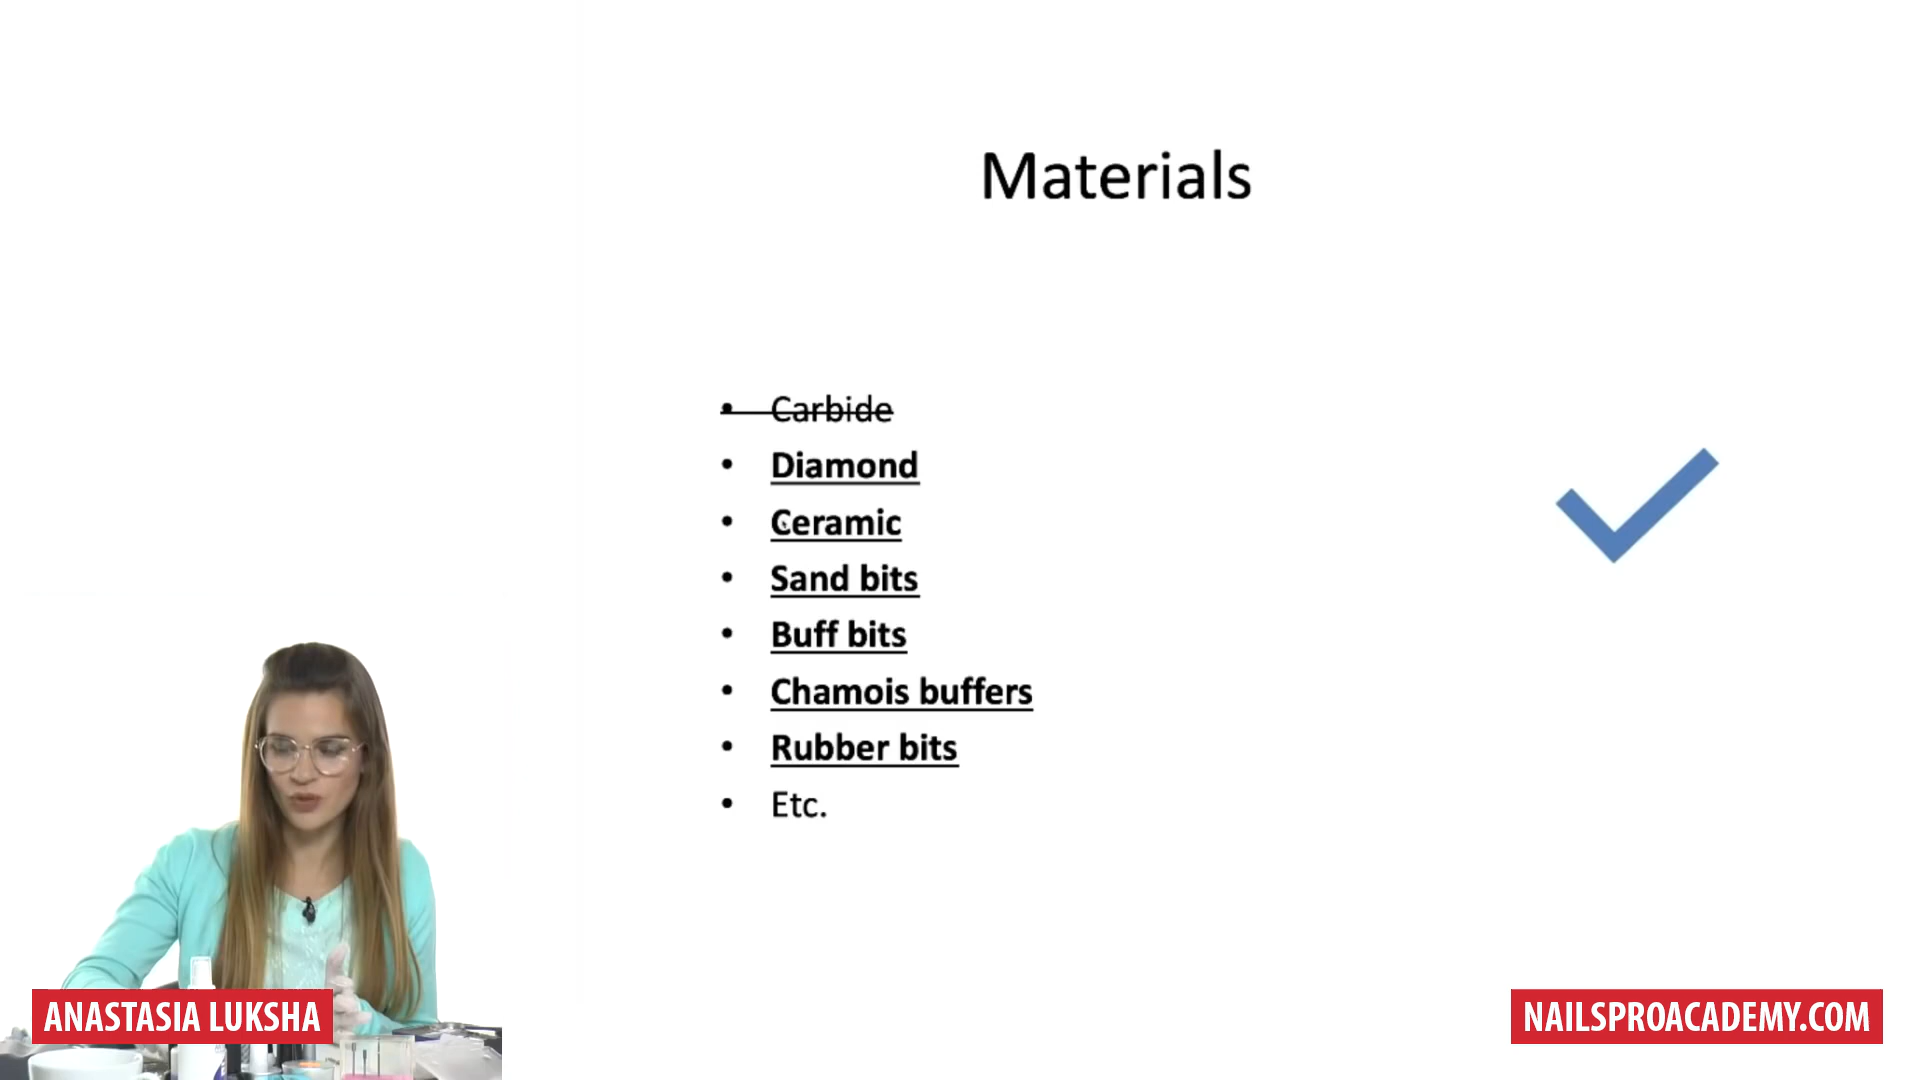 Materials
• Carbide
• Diamond
• Ceramic
• Sand bits
• Buff bits
• Chamois buffers
• Rubber bits
• Etc.
ANASTASIA LUKSHA
NAILSPROACADEMY.COM